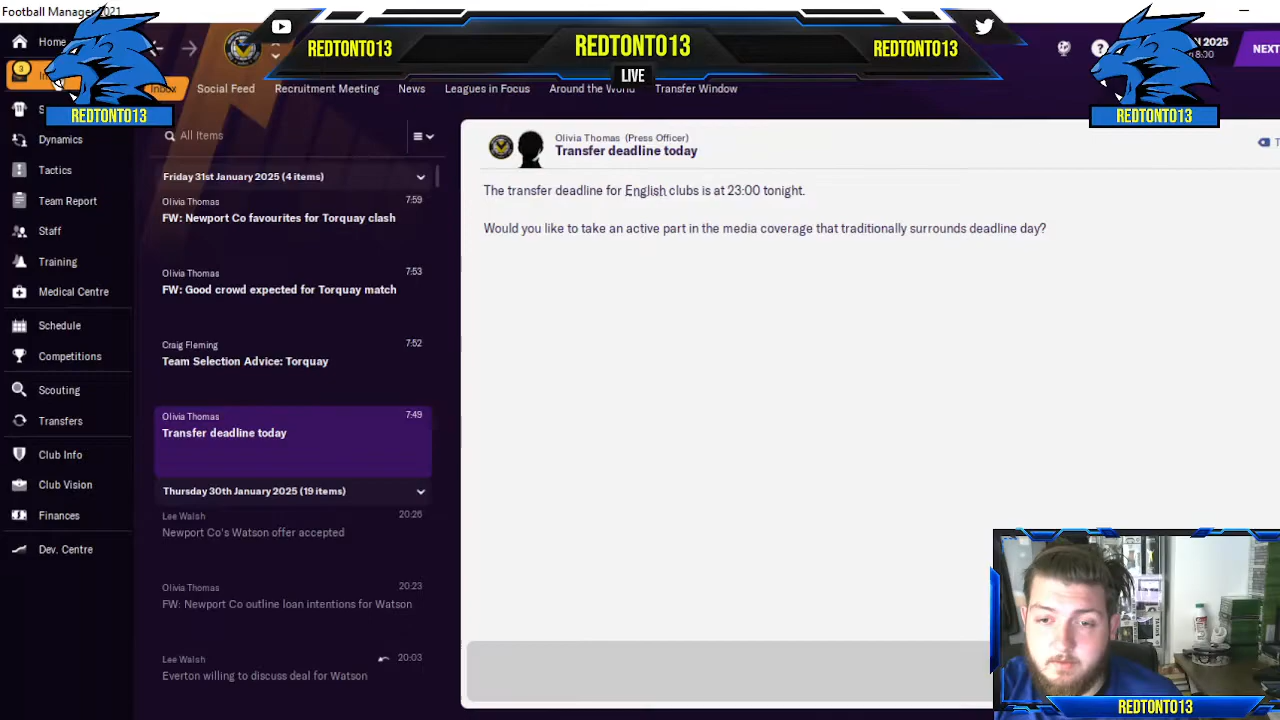 Football Manager 2021
REDTONTO13
REDTONTO13
REDTONTO13
LIVE
REDTONTO13
REDTONTO13
Home
3
Inbox
Social Feed
Recruitment Meeting
News
Leagues in Focus
Around the World
Transfer Window
2025
8:00
NEXT
Dynamics
Tactics
Team Report
Staff
Training
Medical Centre
Schedule
Competitions
Scouting
Transfers
Club Info
Club Vision
Finances
Dev. Centre
All Items
Friday 31st January 2025 (4 items)
Olivia Thomas 7:59
FW: Newport Co favourites for Torquay clash
Olivia Thomas 7:53
FW: Good crowd expected for Torquay match
Craig Fleming 7:52
Team Selection Advice: Torquay
Olivia Thomas 7:49
Transfer deadline today
Thursday 30th January 2025 (19 items)
Lee Walsh 20:26
Newport Co's Watson offer accepted
Olivia Thomas 20:23
FW: Newport Co outline loan intentions for Watson
Lee Walsh 20:03
Everton willing to discuss deal for Watson
Olivia Thomas (Press Officer)
Transfer deadline today
The transfer deadline for English clubs is at 23:00 tonight.
Would you like to take an active part in the media coverage that traditionally surrounds deadline day?
REDTONTO13